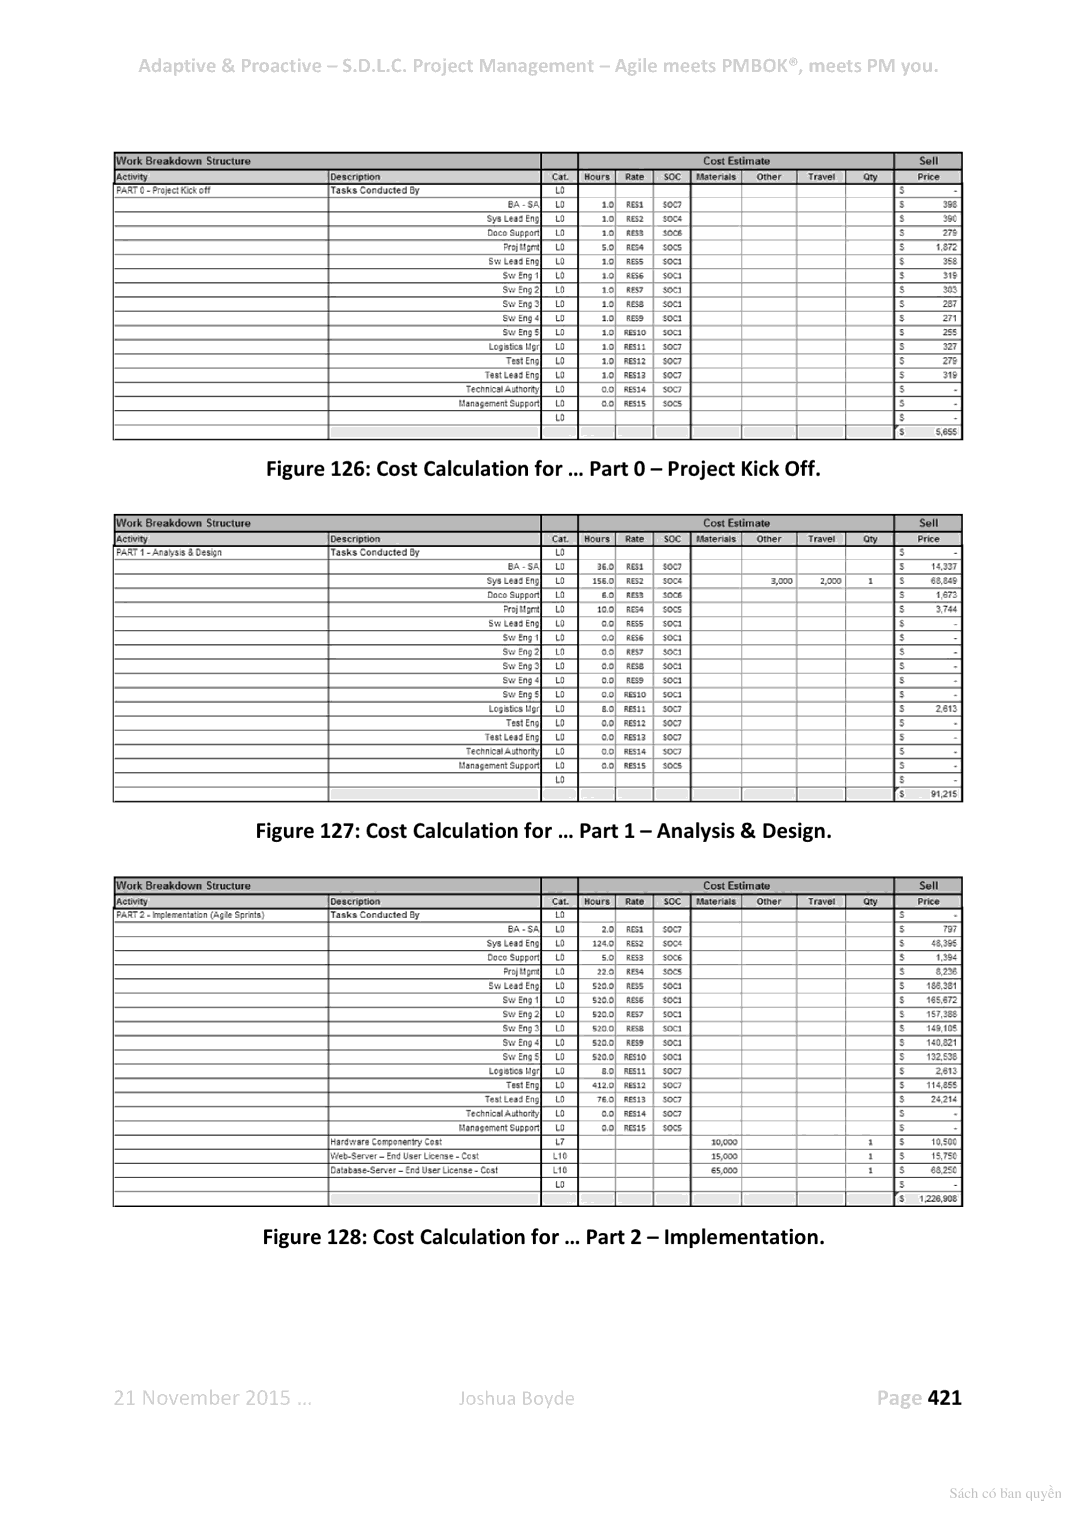 Adaptive & Proactive – S.D.L.C. Project Management – Agile meets PMBOK®, meets PM you.
Work Breakdown Structure Cost Estimate Sell
Activity Description Cat. Hours Rate SOC Materials Other Travel Qty Price
PART 0 - Project Kick off Tasks Conducted By L0 $ -
BA - SA L0 1.0 RES1 SOC7 $ 398
Sys Lead Eng L0 1.0 RES2 SOC4 $ 390
Doco Support L0 1.0 RES3 SOC6 $ 279
Proj Mgmt L0 5.0 RES4 SOC5 $ 1,872
Sw Lead Eng L0 1.0 RES5 SOC1 $ 358
Sw Eng 1 L0 1.0 RES6 SOC1 $ 319
Sw Eng 2 L0 1.0 RES7 SOC1 $ 303
Sw Eng 3 L0 1.0 RES8 SOC1 $ 287
Sw Eng 4 L0 1.0 RES9 SOC1 $ 271
Sw Eng 5 L0 1.0 RES10 SOC1 $ 255
Logistics Mgr L0 1.0 RES11 SOC7 $ 327
Test Eng L0 1.0 RES12 SOC7 $ 279
Test Lead Eng L0 1.0 RES13 SOC7 $ 319
Technical Authority L0 0.0 RES14 SOC7 $ -
Management Support L0 0.0 RES15 SOC5 $ -
L0 $ -
$ 5,655
Figure 126: Cost Calculation for … Part 0 – Project Kick Off.
Work Breakdown Structure Cost Estimate Sell
Activity Description Cat. Hours Rate SOC Materials Other Travel Qty Price
PART 1 - Analysis & Design Tasks Conducted By L0 $ -
BA - SA L0 36.0 RES1 SOC7 $ 14,337
Sys Lead Eng L0 156.0 RES2 SOC4 3,000 2,000 1 $ 68,849
Doco Support L0 6.0 RES3 SOC6 $ 1,673
Proj Mgmt L0 10.0 RES4 SOC5 $ 3,744
Sw Lead Eng L0 0.0 RES5 SOC1 $ -
Sw Eng 1 L0 0.0 RES6 SOC1 $ -
Sw Eng 2 L0 0.0 RES7 SOC1 $ -
Sw Eng 3 L0 0.0 RES8 SOC1 $ -
Sw Eng 4 L0 0.0 RES9 SOC1 $ -
Sw Eng 5 L0 0.0 RES10 SOC1 $ -
Logistics Mgr L0 8.0 RES11 SOC7 $ 2,613
Test Eng L0 0.0 RES12 SOC7 $ -
Test Lead Eng L0 0.0 RES13 SOC7 $ -
Technical Authority L0 0.0 RES14 SOC7 $ -
Management Support L0 0.0 RES15 SOC5 $ -
L0 $ -
$ 91,215
Figure 127: Cost Calculation for … Part 1 – Analysis & Design.
Work Breakdown Structure Cost Estimate Sell
Activity Description Cat. Hours Rate SOC Materials Other Travel Qty Price
PART 2 - Implementation (Agile Sprints) Tasks Conducted By L0 $ -
BA - SA L0 2.0 RES1 SOC7 $ 797
Sys Lead Eng L0 124.0 RES2 SOC4 $ 48,395
Doco Support L0 5.0 RES3 SOC6 $ 1,394
Proj Mgmt L0 22.0 RES4 SOC5 $ 8,236
Sw Lead Eng L0 520.0 RES5 SOC1 $ 186,381
Sw Eng 1 L0 520.0 RES6 SOC1 $ 165,672
Sw Eng 2 L0 520.0 RES7 SOC1 $ 157,388
Sw Eng 3 L0 520.0 RES8 SOC1 $ 149,105
Sw Eng 4 L0 520.0 RES9 SOC1 $ 140,821
Sw Eng 5 L0 520.0 RES10 SOC1 $ 132,538
Logistics Mgr L0 8.0 RES11 SOC7 $ 2,613
Test Eng L0 412.0 RES12 SOC7 $ 114,855
Test Lead Eng L0 76.0 RES13 SOC7 $ 24,214
Technical Authority L0 0.0 RES14 SOC7 $ -
Management Support L0 0.0 RES15 SOC5 $ -
Hardware Componentry Cost L7 10,000 1 $ 10,500
Web-Server – End User License - Cost L10 15,000 1 $ 15,750
Database-Server – End User License - Cost L10 65,000 1 $ 68,250
L0 $ -
$ 1,226,908
Figure 128: Cost Calculation for … Part 2 – Implementation.
21 November 2015 … Joshua Boyde Page 421
Sách có bản quyền